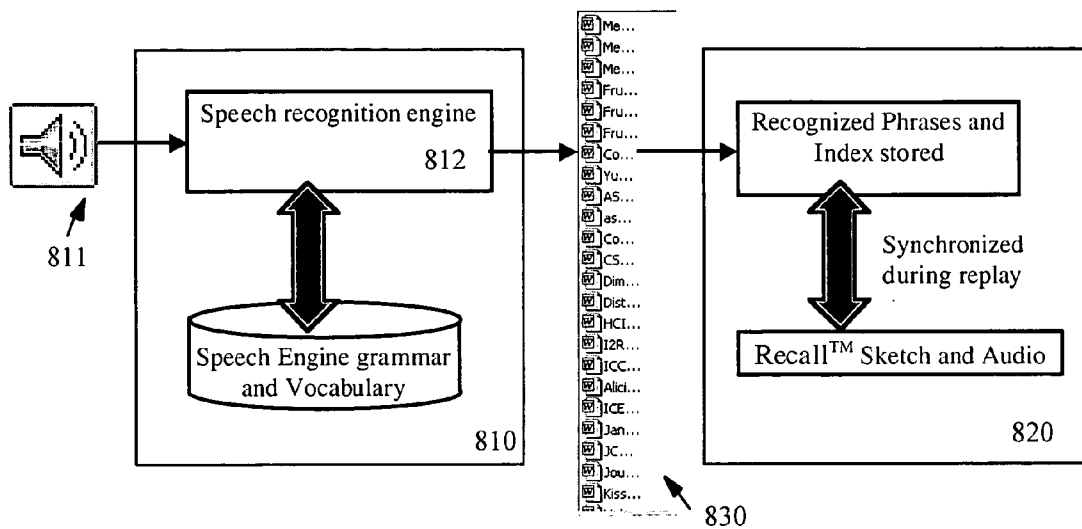 811
Speech recognition engine
812
Speech Engine grammar
and Vocabulary
810
Me...
Me...
Me...
Fru...
Fru...
Fru...
Co...
Yu...
AS...
as...
Co...
CS...
Dim...
Dist...
HCI...
I2R...
ICC...
Alici...
ICE...
Jan...
JC...
Jou...
Kiss...
830
Recognized Phrases and
Index stored
Synchronized
during replay
Recall™ Sketch and Audio
820